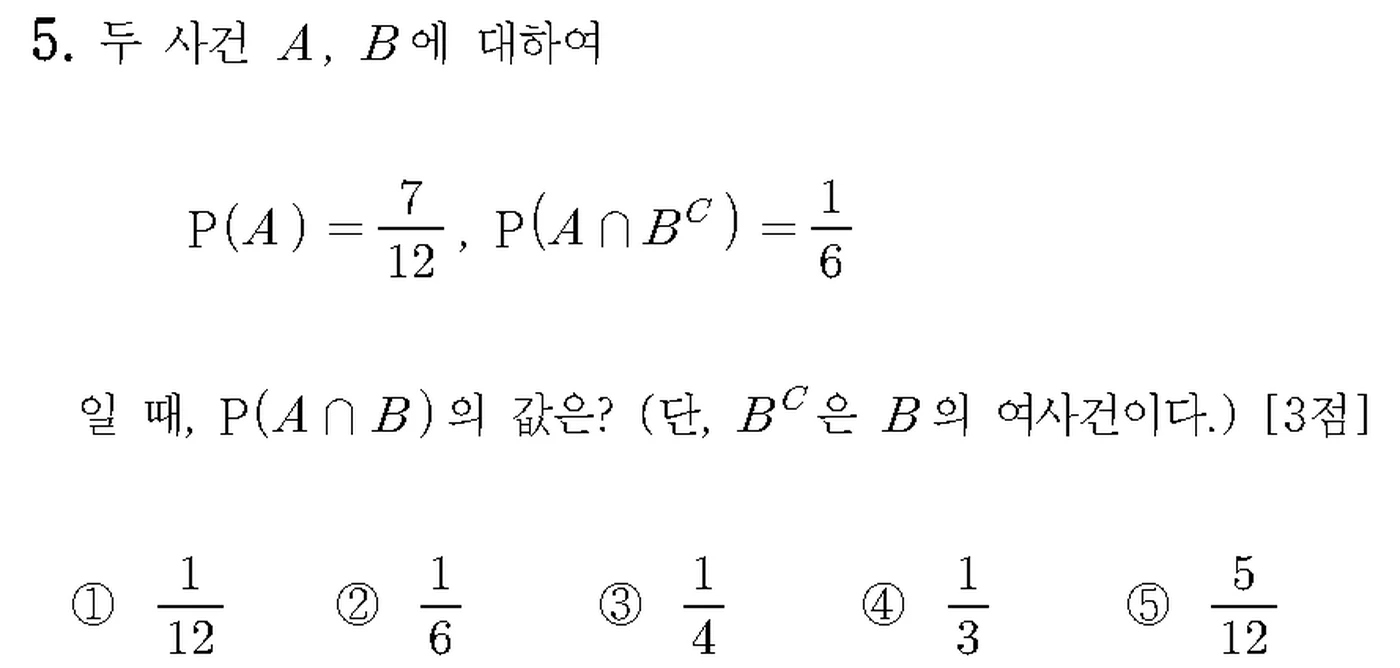 5. 두 사건 A, B에 대하여
P(A) = 7/12, P(A∩B^C) = 1/6
일 때, P(A∩B)의 값은? (단, B^C은 B의 여사건이다.) [3점]
① 1/12 ② 1/6 ③ 1/4 ④ 1/3 ⑤ 5/12